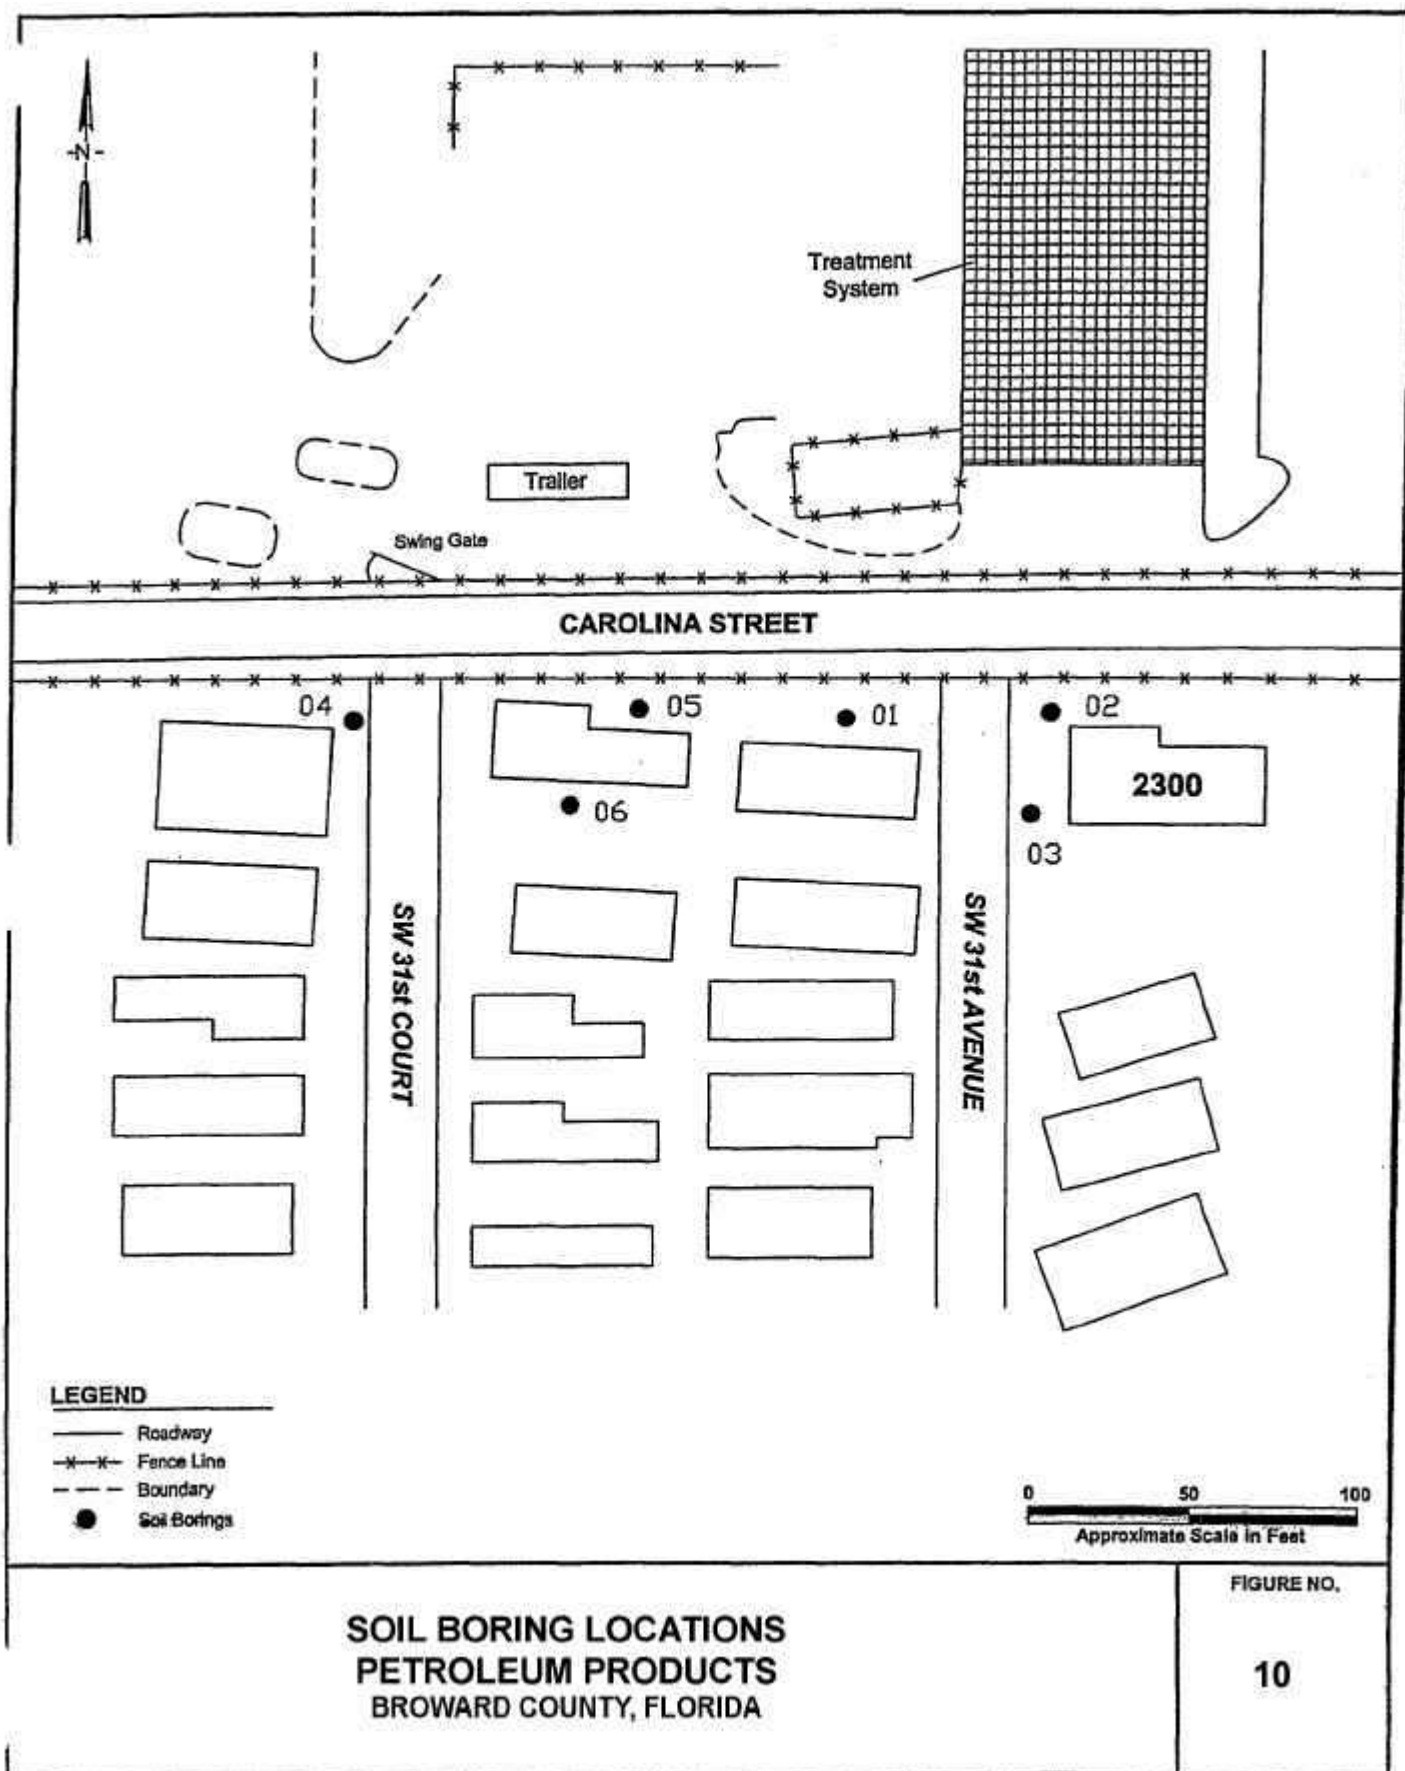 -N-
Treatment
System
Trailer
Swing Gate
CAROLINA STREET
04
05
01
02
2300
06
03
SW 31st COURT
SW 31st AVENUE
LEGEND
Roadway
Fence Line
Boundary
Soil Borings
0 50 100
Approximate Scale in Feet
SOIL BORING LOCATIONS
PETROLEUM PRODUCTS
BROWARD COUNTY, FLORIDA
FIGURE NO.
10